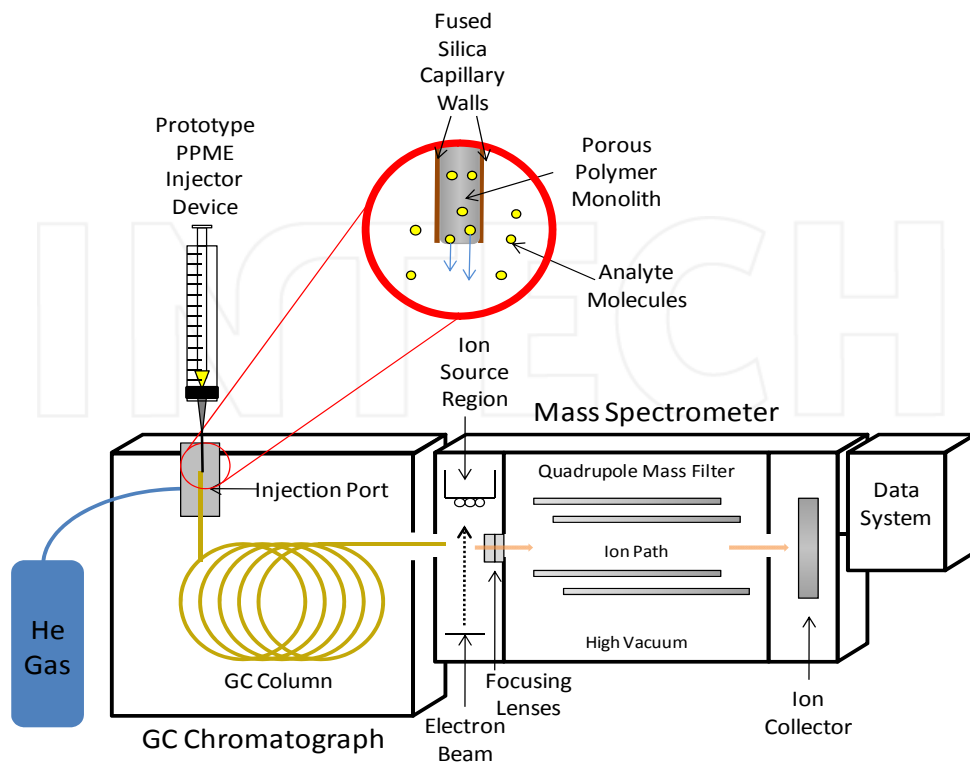 Fused
Silica
Capillary
Walls
Prototype
PPME
Injector
Device
Porous
Polymer
Monolith
Analyte
Molecules
INTECH
Ion
Source
Region
Mass Spectrometer
Injection Port
Quadrupole Mass Filter
Data
System
Ion Path
He
Gas
High Vacuum
GC Column
Focusing
Lenses
Electron
Beam
Ion
Collector
GC Chromatograph